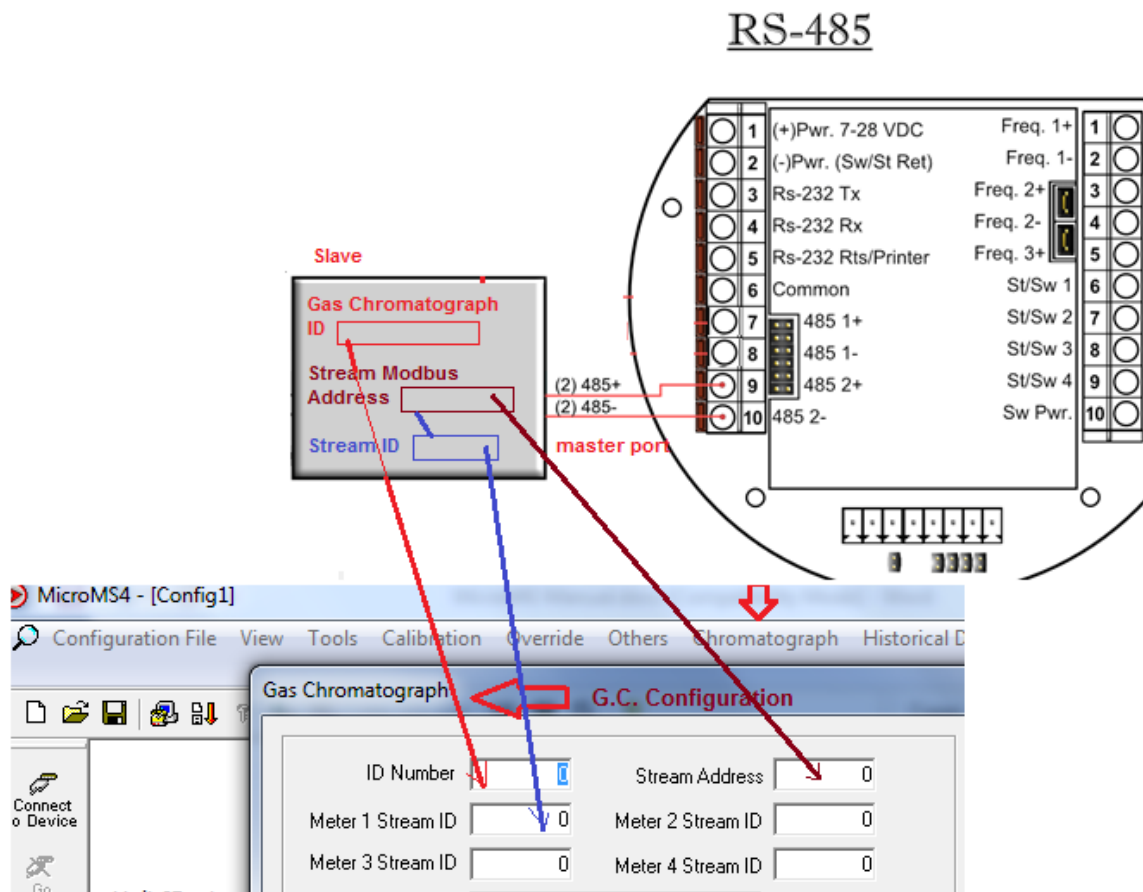 RS-485
1 (+)Pwr. 7-28 VDC Freq. 1+ 1
2 (-)Pwr. (Sw/St Ret) Freq. 1- 2
3 Rs-232 Tx Freq. 2+ 3
4 Rs-232 Rx Freq. 2- 4
5 Rs-232 Rts/Printer Freq. 3+ 5
6 Common St/Sw 1 6
7 485 1+ St/Sw 2 7
8 485 1- St/Sw 3 8
9 485 2+ St/Sw 4 9
10 485 2- Sw Pwr. 10
Slave
Gas Chromatograph
ID
Stream Modbus
Address
Stream ID
(2) 485+
(2) 485-
master port
MicroMS4 - [Config1]
Configuration File View Tools Calibration Override Others Chromatograph Historical D
Gas Chromatograph G.C. Configuration
ID Number 0 Stream Address 0
Meter 1 Stream ID 0 Meter 2 Stream ID 0
Meter 3 Stream ID 0 Meter 4 Stream ID 0
Connect
o Device
Go